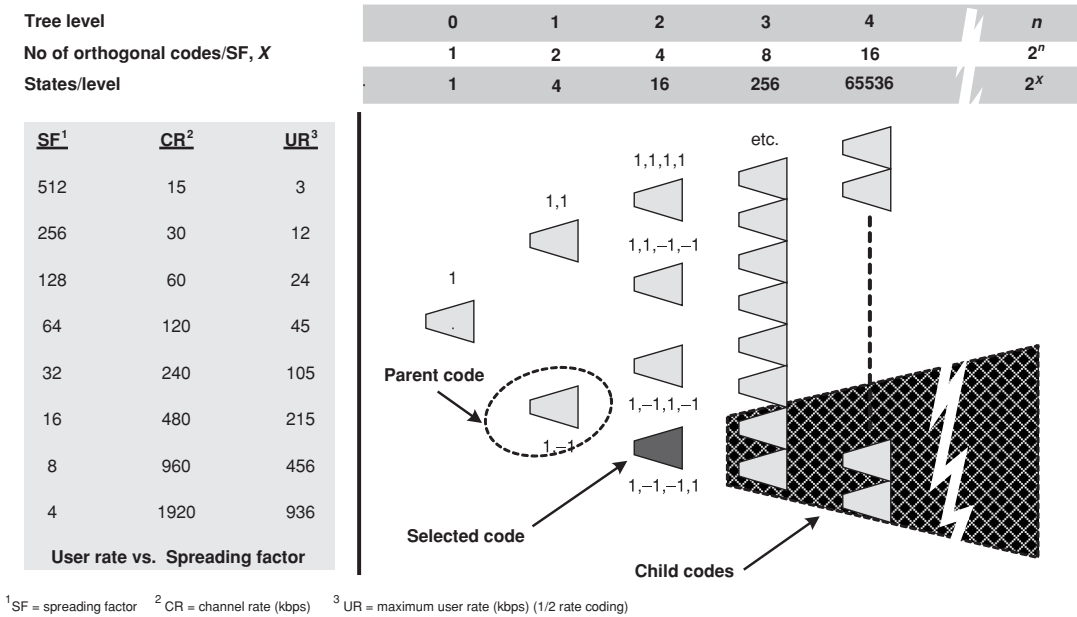 Tree level 0 1 2 3 4 n
No of orthogonal codes/SF, X 1 2 4 8 16 2ⁿ
States/level 1 4 16 256 65536 2ˣ
SF¹ CR² UR³
512 15 3
256 30 12
128 60 24
64 120 45
32 240 105
16 480 215
8 960 456
4 1920 936
User rate vs. Spreading factor
etc.
1,1,1,1
1,1
1,1,–1,–1
1
Parent code
1,–1,1,–1
1,–1
1,–1,–1,1
Selected code
Child codes
¹SF = spreading factor ² CR = channel rate (kbps) ³ UR = maximum user rate (kbps) (1/2 rate coding)